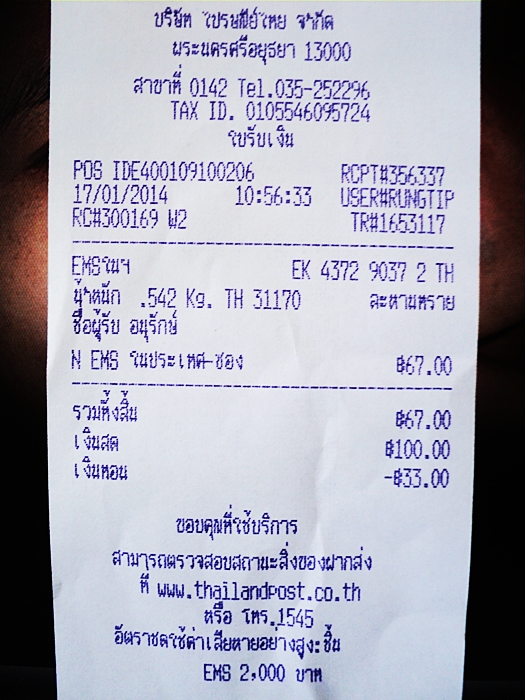 บริษัท ไปรษณีย์ไทย จำกัด
พระนครศรีอยุธยา 13000
สาขาที่ 0142 Tel.035-252296
TAX ID. 0105546095724
ใบรับเงิน
POS IDE400109100206 RCPT#356337
17/01/2014 10:56:33 USER#RUNGTIP
RC#300169 W2 TR#1653117
EMSในฯ EK 4372 9037 2 TH
น้ำหนัก .542 Kg. TH 31170 ละหานทราย
ชื่อผู้รับ อนุรักษ์
N EMS ในประเทศ-ซอง ฿67.00
รวมทั้งสิ้น ฿67.00
เงินสด ฿100.00
เงินทอน -฿33.00
ขอบคุณที่ใช้บริการ
สามารถตรวจสอบสถานะสิ่งของฝากส่ง
ที่ www.thailandpost.co.th
หรือ โทร.1545
อัตราชดใช้ค่าเสียหายอย่างสูง:ชิ้น
EMS 2,000 บาท